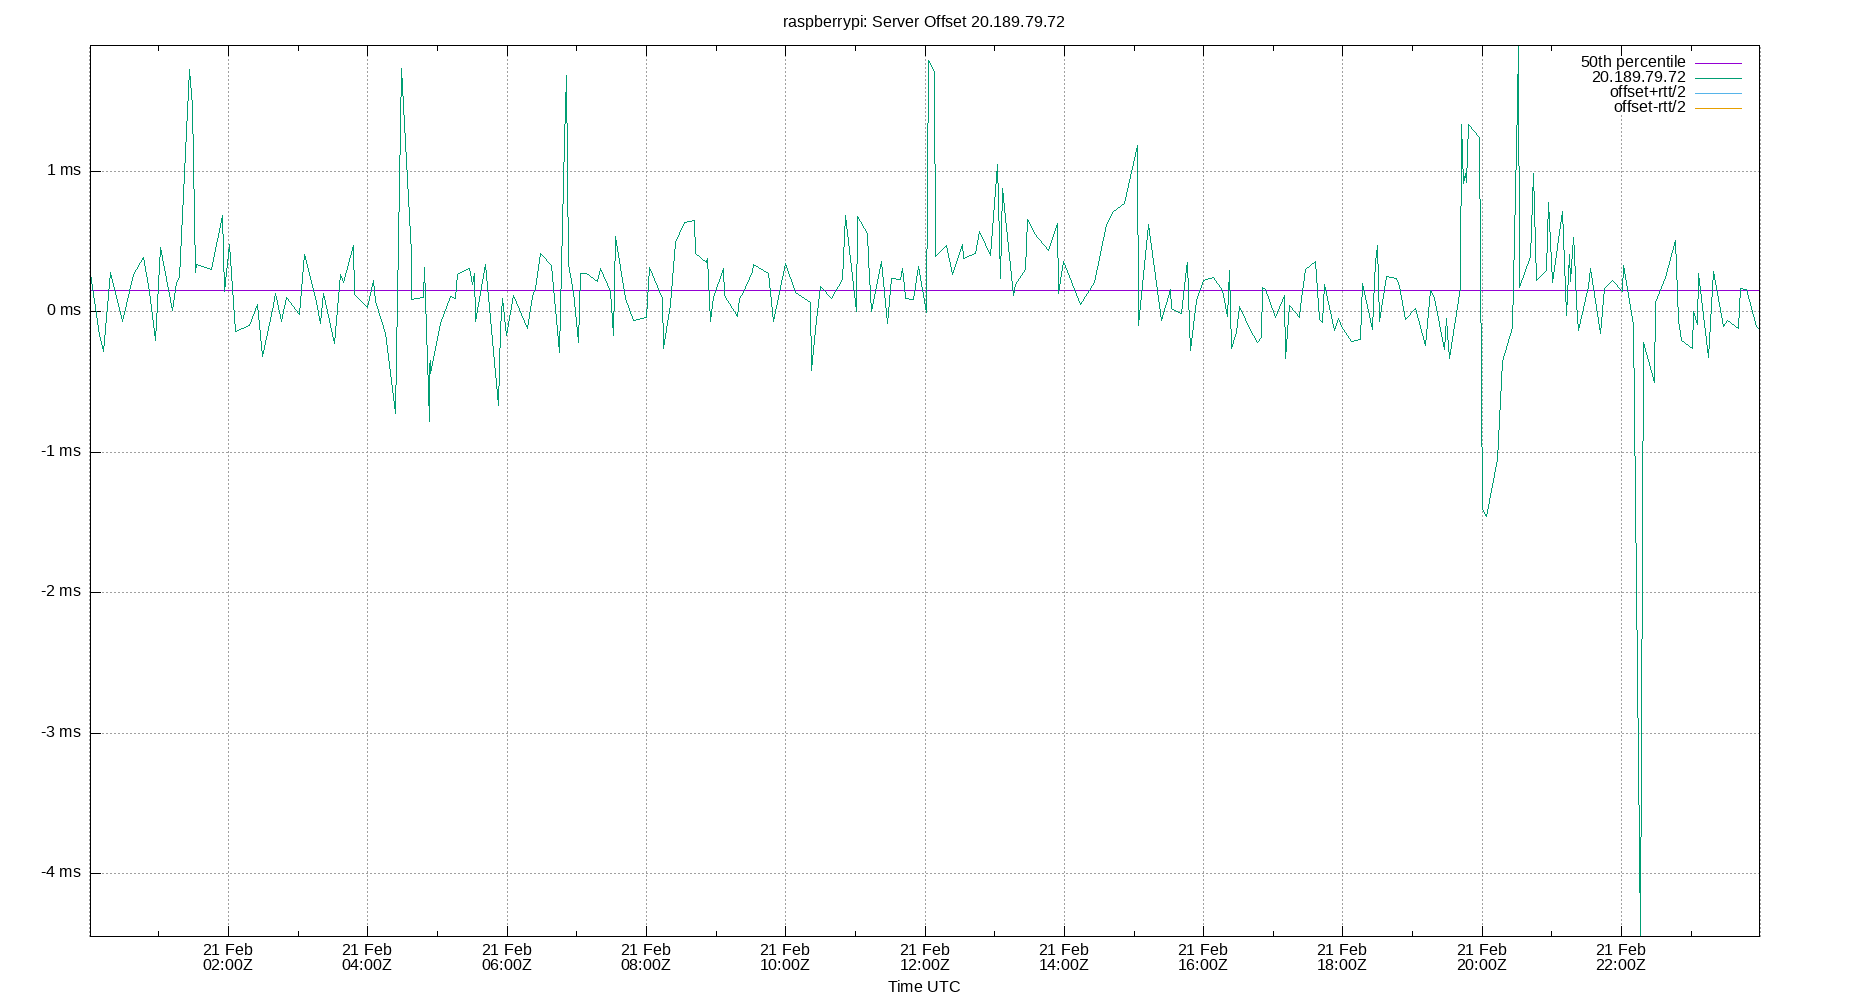 raspberrypi: Server Offset 20.189.79.72
50th percentile
20.189.79.72
offset+rtt/2
offset-rtt/2
1 ms
0 ms
-1 ms
-2 ms
-3 ms
-4 ms
21 Feb 21 Feb 21 Feb 21 Feb 21 Feb 21 Feb 21 Feb 21 Feb 21 Feb 21 Feb 21 Feb
02:00Z 04:00Z 06:00Z 08:00Z 10:00Z 12:00Z 14:00Z 16:00Z 18:00Z 20:00Z 22:00Z
Time UTC